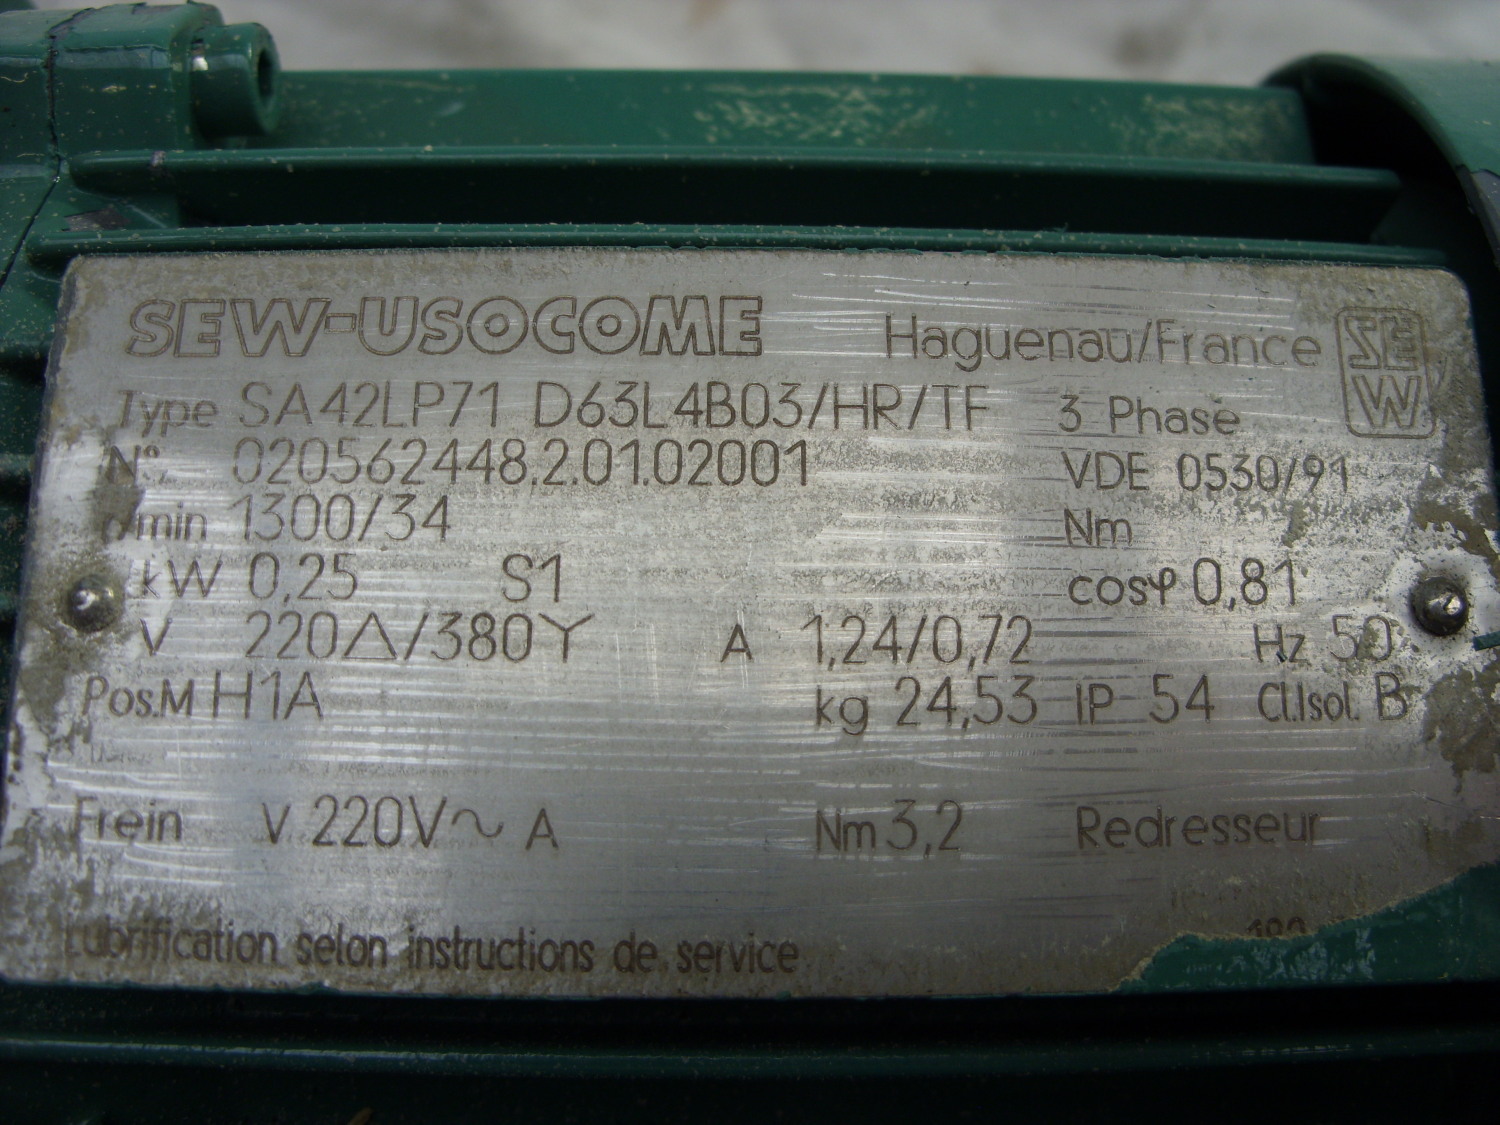 SEW-USOCOME Haguenau/France SEW
Type SA42LP71 D63L4B03/HR/TF 3 Phase
N° 020562448.2.01.02001 VDE 0530/91
/min 1300/34 Nm
kW 0,25 S1 cosφ 0,81
V 220△/380Y A 1,24/0,72 Hz 50
Pos.M H1A kg 24,53 IP 54 Cl.Isol. B
Frein V 220V~ A Nm 3,2 Redresseur
Lubrification selon instructions de service